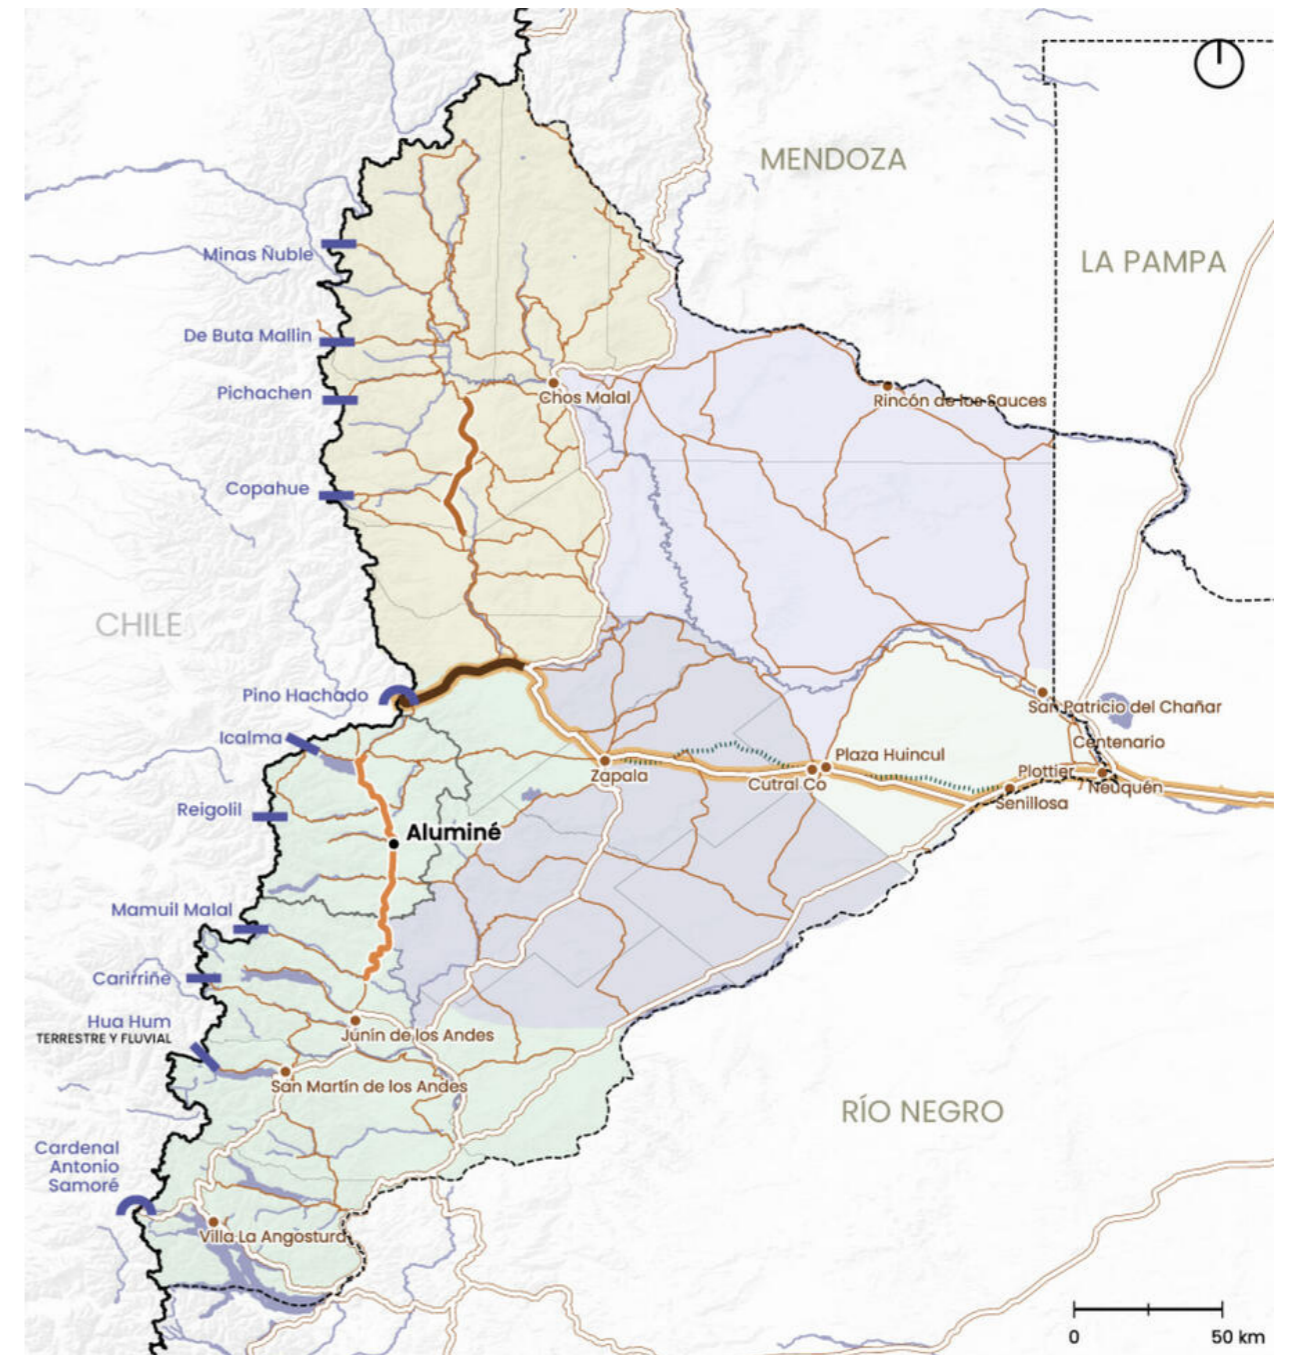 MENDOZA
LA PAMPA
Minas Ñuble
De Buta Mallin
Pichachen
Chos Malal
Rincón de los Sauces
Copahue
CHILE
Pino Hachado
San Patricio del Chañar
Icalma
Centenario
Plaza Huincul
Zapala
Cutral Co
Plottier
Neuquén
Senillosa
Reigolil
Aluminé
Mamuil Malal
Carirriñe
Hua Hum
TERRESTRE Y FLUVIAL
Junín de los Andes
San Martín de los Andes
RÍO NEGRO
Cardenal
Antonio
Samoré
Villa La Angostura
0
50 km